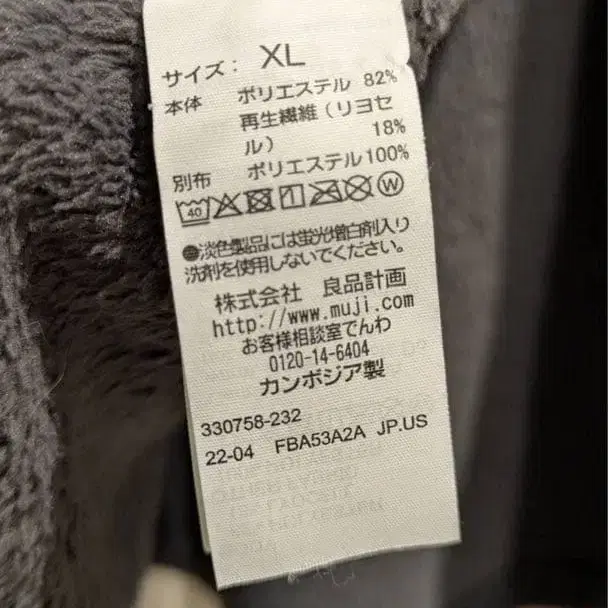 サイズ： XL
本体 ポリエステル 82%
再生繊維（リヨセ
ル） 18%
別布 ポリエステル100%
40 W
●淡色製品には蛍光増白剤入り
洗剤を使用しないでください。
株式会社 良品計画
http://www.muji.com
お客様相談室でんわ
0120-14-6404
カンボジア製
330758-232
22-04 FBA53A2A JP.US